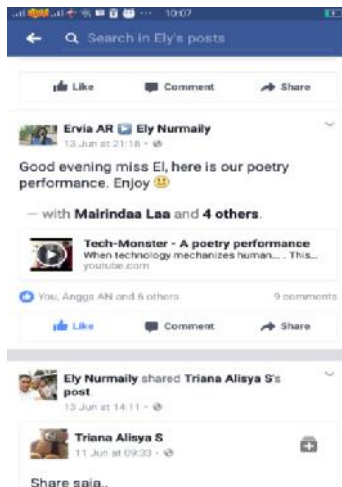 10:07
Search in Ely's posts
Like Comment Share
Ervia AR Ely Nurmaily
13 Jun at 21:18
Good evening miss El, here is our poetry
performance. Enjoy
— with Mairindaa Laa and 4 others.
Tech-Monster - A poetry performance
When technology mechanizes human... . This...
youtube.com
You, Angga AN and 6 others 9 comments
Like Comment Share
Ely Nurmaily shared Triana Alisya S's
post.
13 Jun at 14:11
Triana Alisya S
11 Jun at 09:33
Share saja..